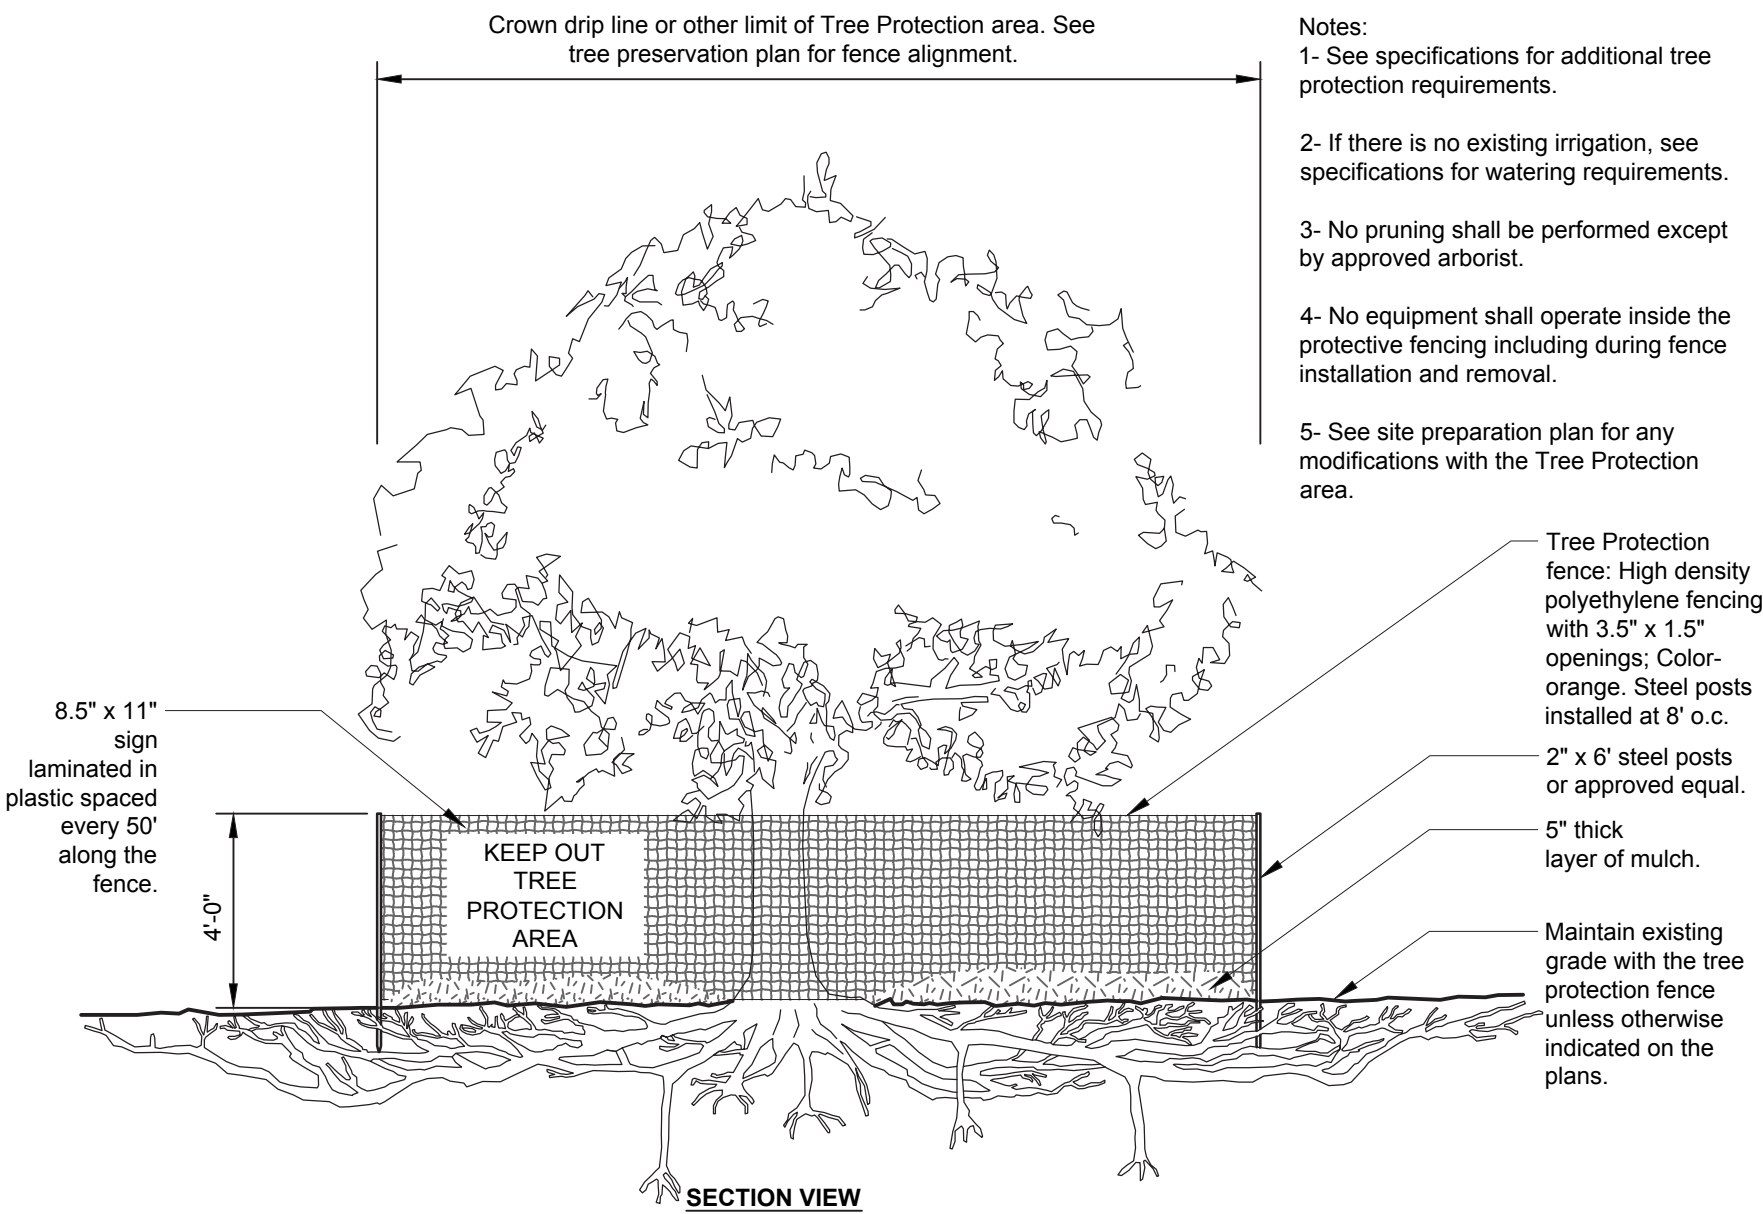 Crown drip line or other limit of Tree Protection area. See
tree preservation plan for fence alignment.
Notes:
1- See specifications for additional tree
protection requirements.
2- If there is no existing irrigation, see
specifications for watering requirements.
3- No pruning shall be performed except
by approved arborist.
4- No equipment shall operate inside the
protective fencing including during fence
installation and removal.
5- See site preparation plan for any
modifications with the Tree Protection
area.
Tree Protection
fence: High density
polyethylene fencing
with 3.5" x 1.5"
openings; Color-
orange. Steel posts
installed at 8' o.c.
2" x 6' steel posts
or approved equal.
5" thick
layer of mulch.
Maintain existing
grade with the tree
protection fence
unless otherwise
indicated on the
plans.
8.5" x 11"
sign
laminated in
plastic spaced
every 50'
along the
fence.
4'-0"
KEEP OUT
TREE
PROTECTION
AREA
SECTION VIEW